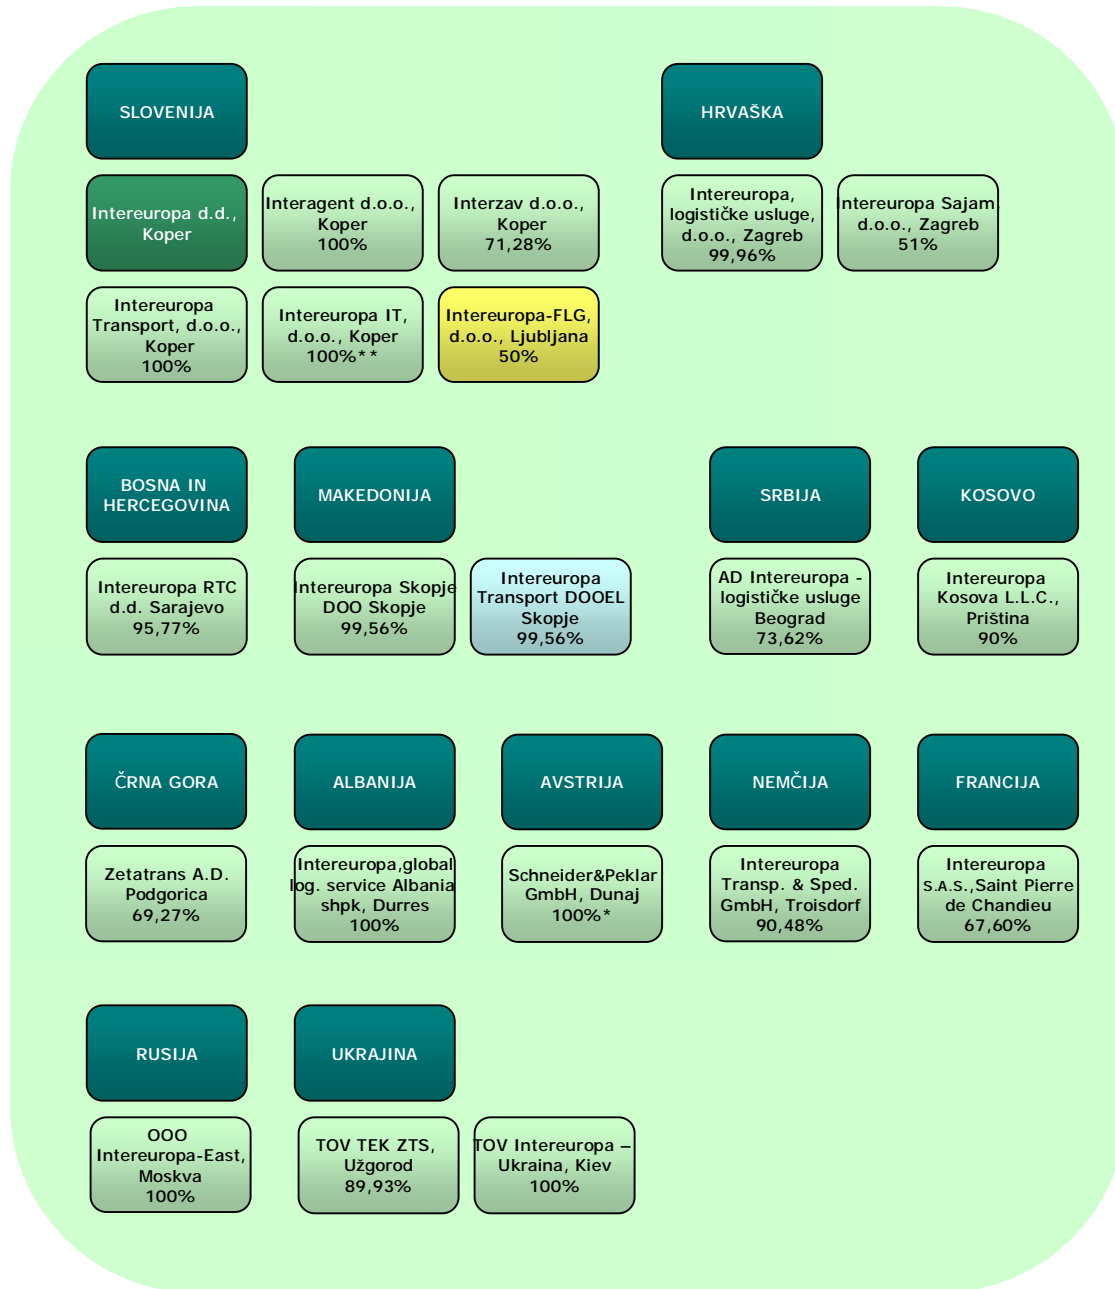 SLOVENIJA
HRVAŠKA
Intereuropa d.d.,
Koper
Interagent d.o.o.,
Koper
100%
Interzav d.o.o.,
Koper
71,28%
Intereuropa,
logističke usluge,
d.o.o., Zagreb
99,96%
Intereuropa Sajam,
d.o.o., Zagreb
51%
Intereuropa
Transport, d.o.o.,
Koper
100%
Intereuropa IT,
d.o.o., Koper
100%**
Intereuropa-FLG,
d.o.o., Ljubljana
50%
BOSNA IN
HERCEGOVINA
MAKEDONIJA
SRBIJA
KOSOVO
Intereuropa RTC
d.d. Sarajevo
95,77%
Intereuropa Skopje
DOO Skopje
99,56%
Intereuropa
Transport DOOEL
Skopje
99,56%
AD Intereuropa -
logističke usluge
Beograd
73,62%
Intereuropa
Kosova L.L.C.,
Priština
90%
ČRNA GORA
ALBANIJA
AVSTRIJA
NEMČIJA
FRANCIJA
Zetatrans A.D.
Podgorica
69,27%
Intereuropa,global
log. service Albania
shpk, Durres
100%
Schneider&Peklar
GmbH, Dunaj
100%*
Intereuropa
Transp. & Sped.
GmbH, Troisdorf
90,48%
Intereuropa
S.A.S.,Saint Pierre
de Chandieu
67,60%
RUSIJA
UKRAJINA
OOO
Intereuropa-East,
Moskva
100%
TOV TEK ZTS,
Užgorod
89,93%
TOV Intereuropa –
Ukraina, Kiev
100%